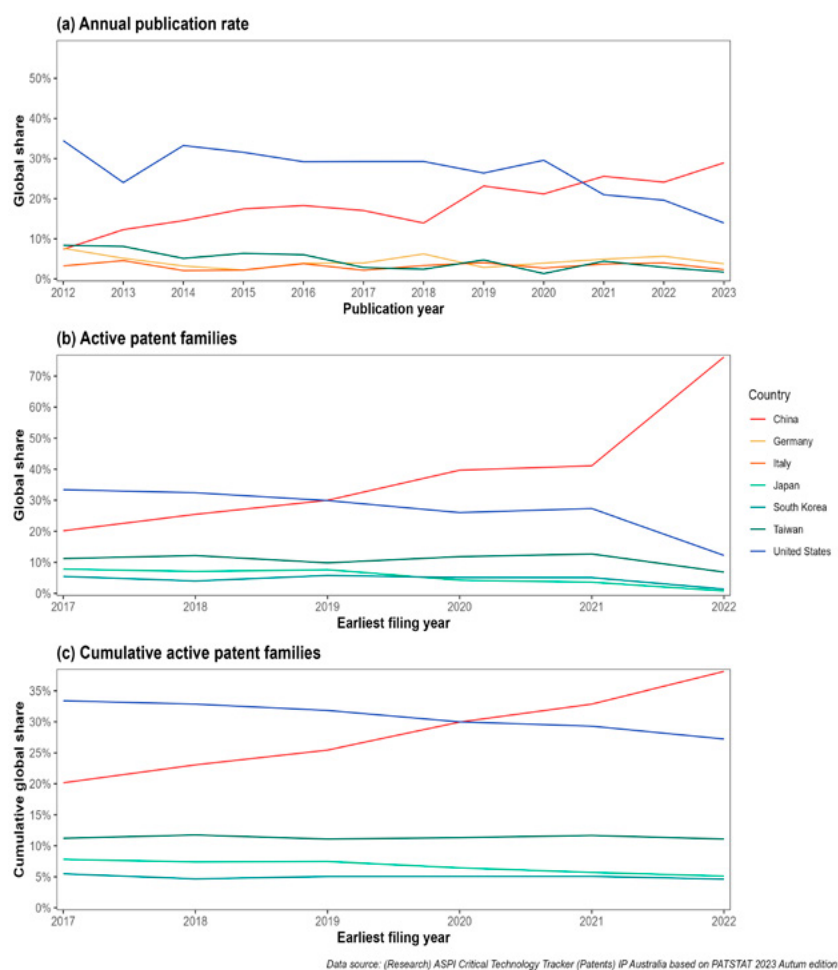 (a) Annual publication rate
50%
40%
30%
20%
10%
0%
Global share
2012 2013 2014 2015 2016 2017 2018 2019 2020 2021 2022 2023
Publication year
(b) Active patent families
70%
60%
50%
40%
30%
20%
10%
0%
Global share
2017 2018 2019 2020 2021 2022
Earliest filing year
Country
China
Germany
Italy
Japan
South Korea
Taiwan
United States
(c) Cumulative active patent families
35%
30%
25%
20%
15%
10%
5%
0%
Cumulative global share
2017 2018 2019 2020 2021 2022
Earliest filing year
Data source: (Research) ASPI Critical Technology Tracker (Patents) IP Australia based on PATSTAT 2023 Autum edition